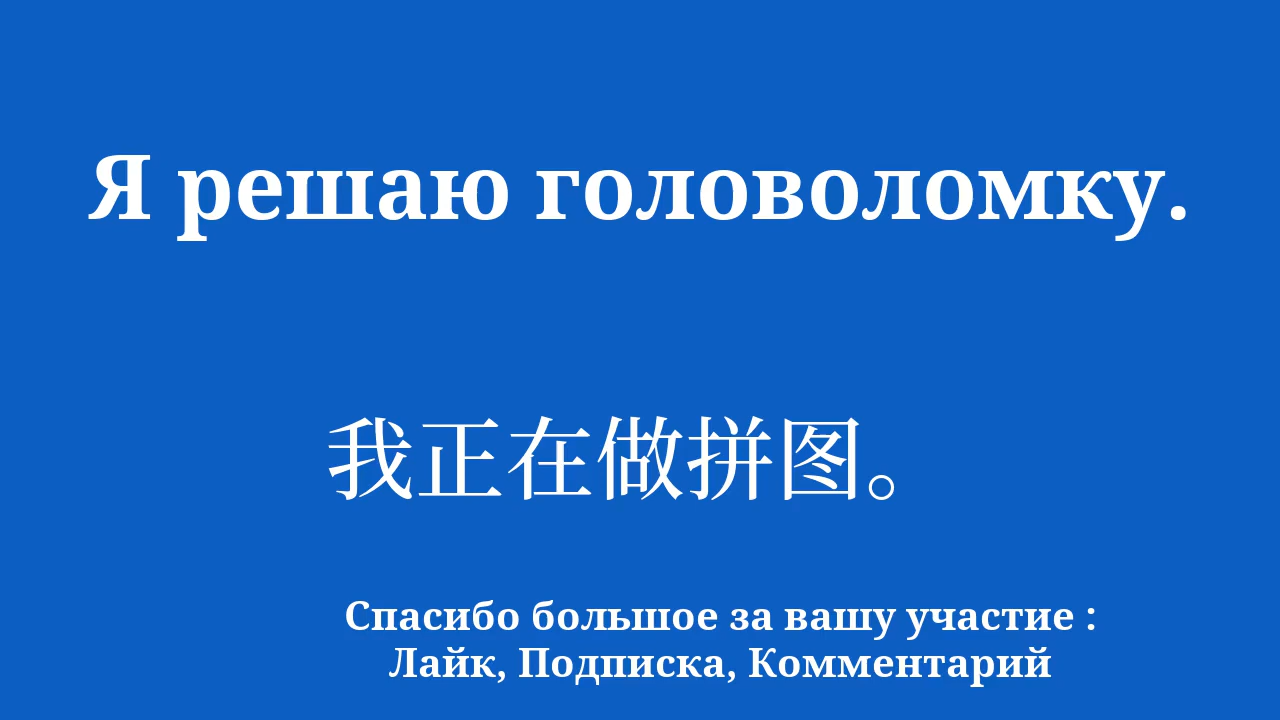 Я решаю головоломку.
我正在做拼图。
Спасибо большое за вашу участие :
Лайк, Подписка, Комментарий